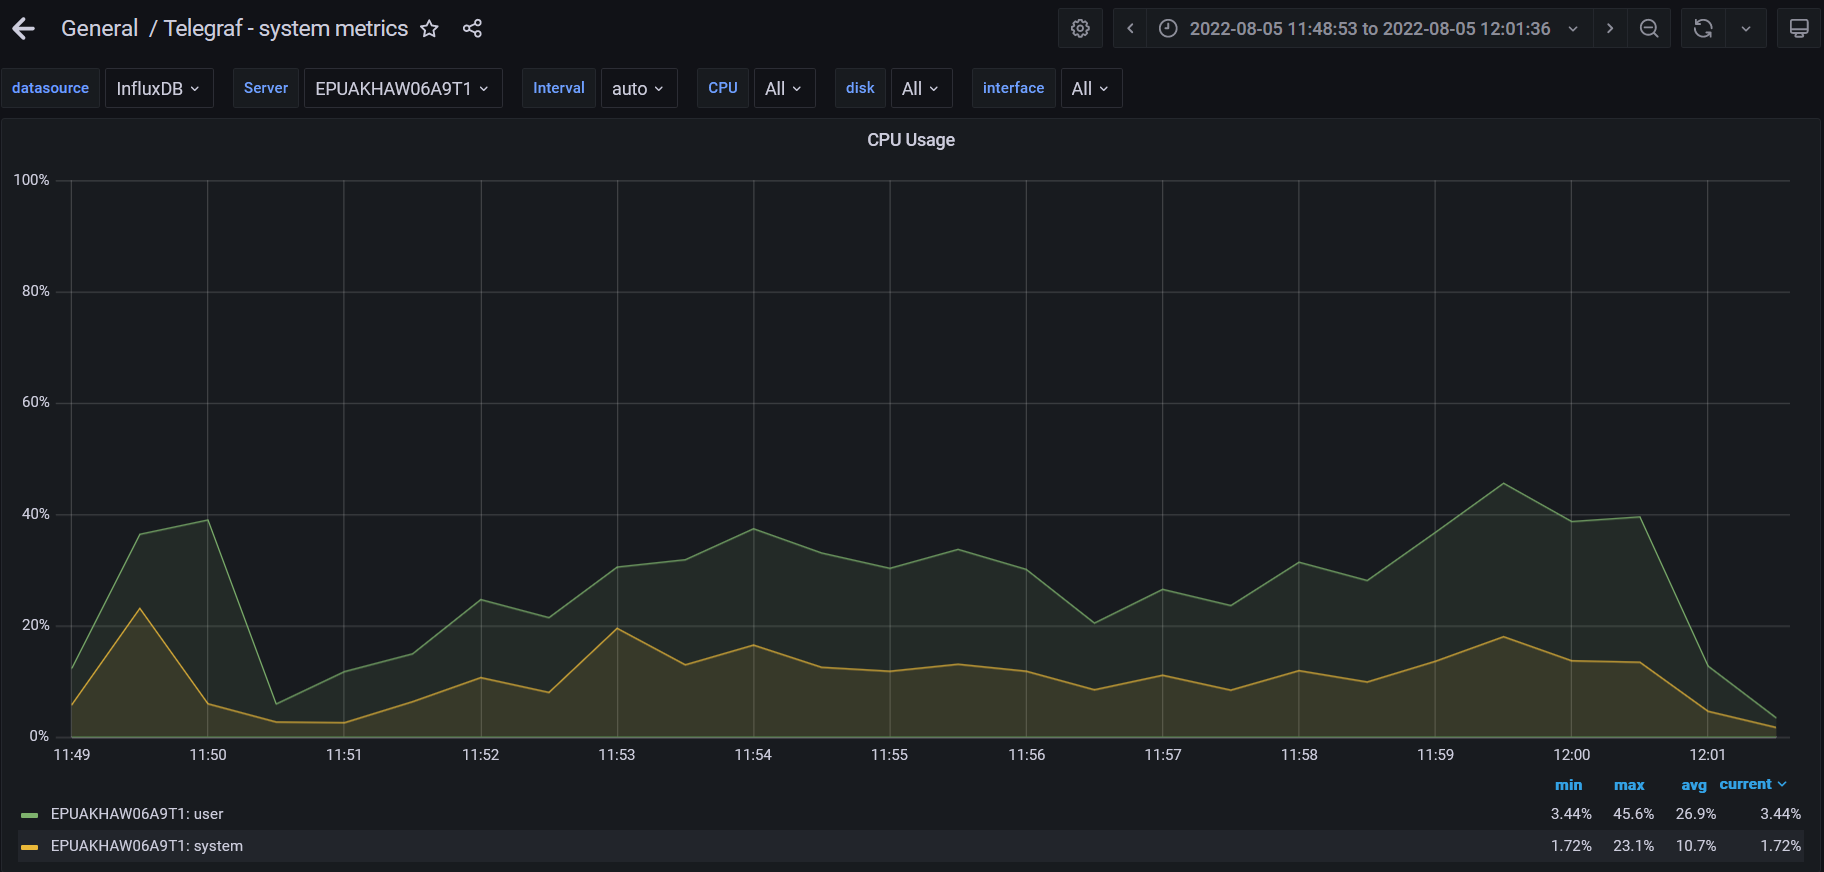 General / Telegraf - system metrics
2022-08-05 11:48:53 to 2022-08-05 12:01:36
datasource InfluxDB Server EPUAKHAW06A9T1 Interval auto CPU All disk All interface All
CPU Usage
100%
80%
60%
40%
20%
0%
11:49 11:50 11:51 11:52 11:53 11:54 11:55 11:56 11:57 11:58 11:59 12:00 12:01
min max avg current
EPUAKHAW06A9T1: user 3.44% 45.6% 26.9% 3.44%
EPUAKHAW06A9T1: system 1.72% 23.1% 10.7% 1.72%